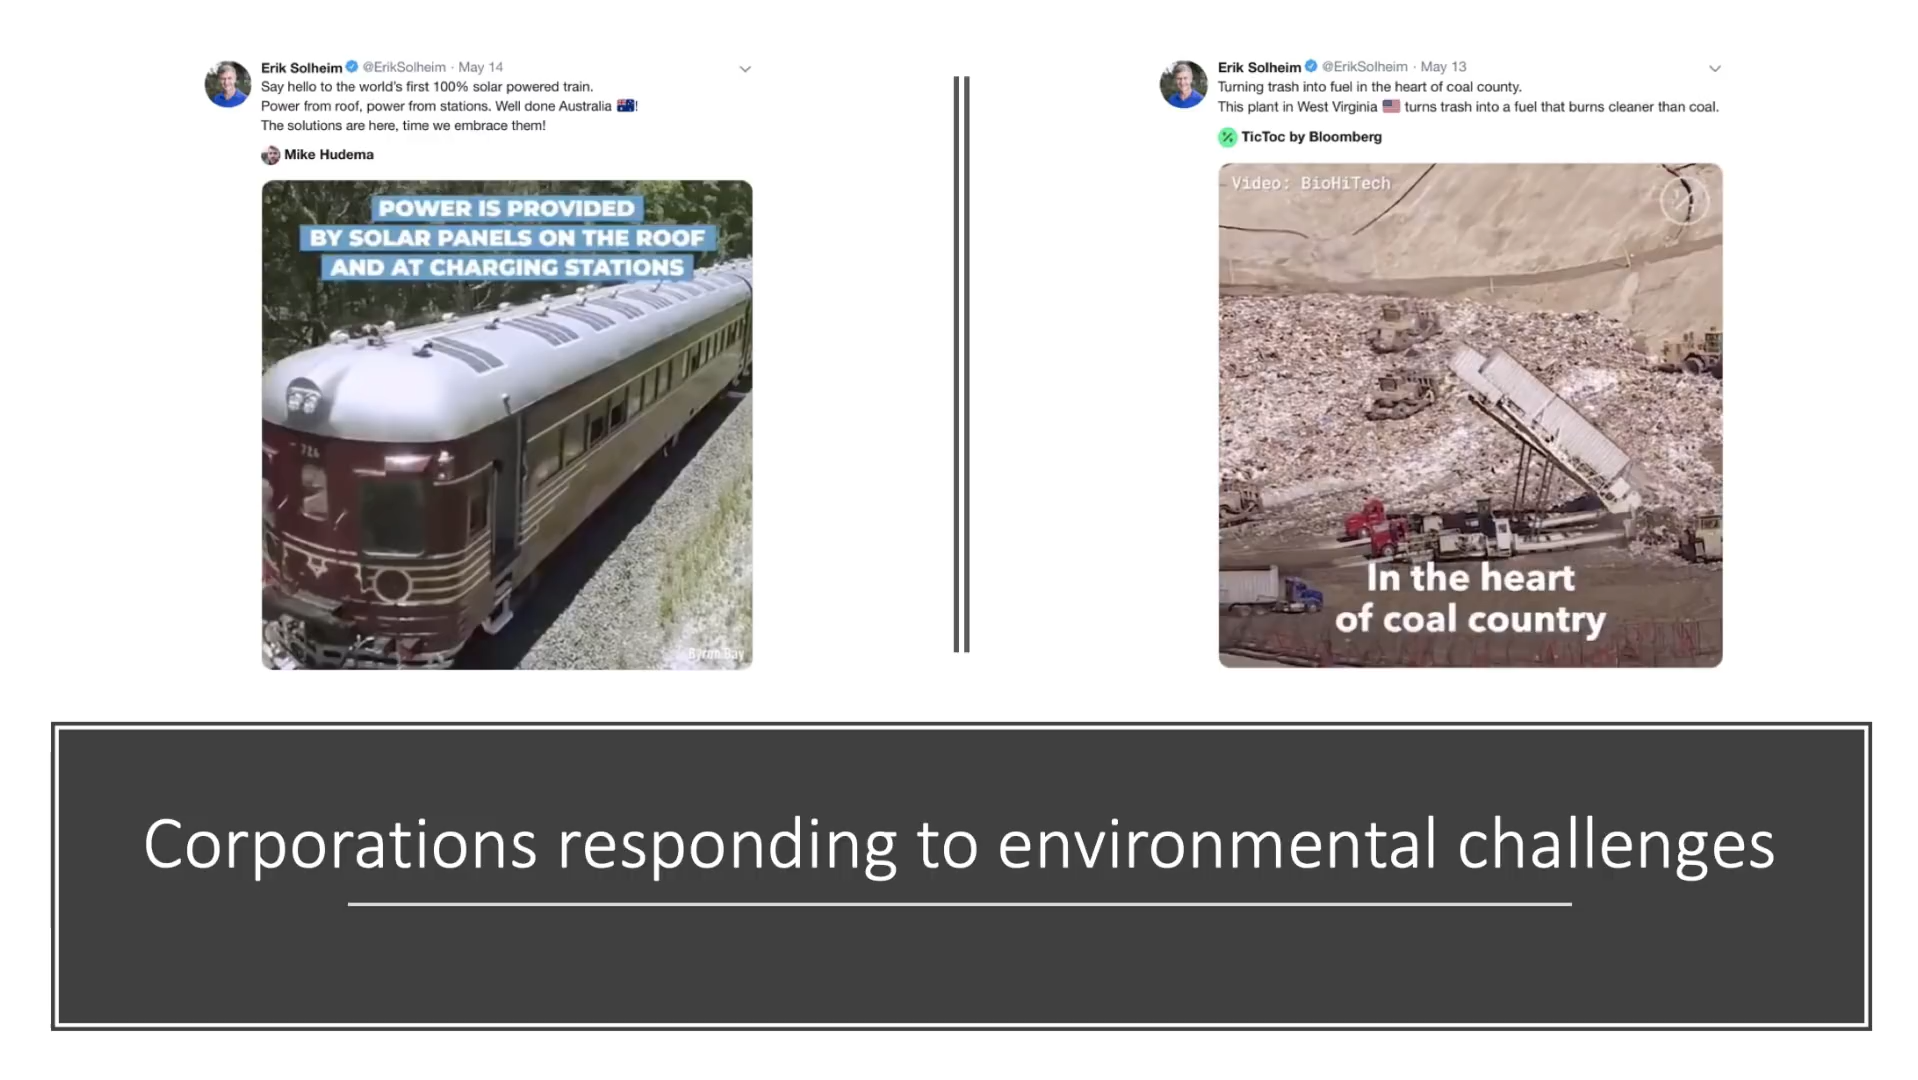 Erik Solheim @ErikSolheim · May 14
Say hello to the world's first 100% solar powered train.
Power from roof, power from stations. Well done Australia 🇦🇺!
The solutions are here, time we embrace them!
Mike Hudema
POWER IS PROVIDED
BY SOLAR PANELS ON THE ROOF
AND AT CHARGING STATIONS
726
Byron Bay
Erik Solheim @ErikSolheim · May 13
Turning trash into fuel in the heart of coal county.
This plant in West Virginia 🇺🇸 turns trash into a fuel that burns cleaner than coal.
TicToc by Bloomberg
Video: BioHiTech
In the heart
of coal country
Corporations responding to environmental challenges